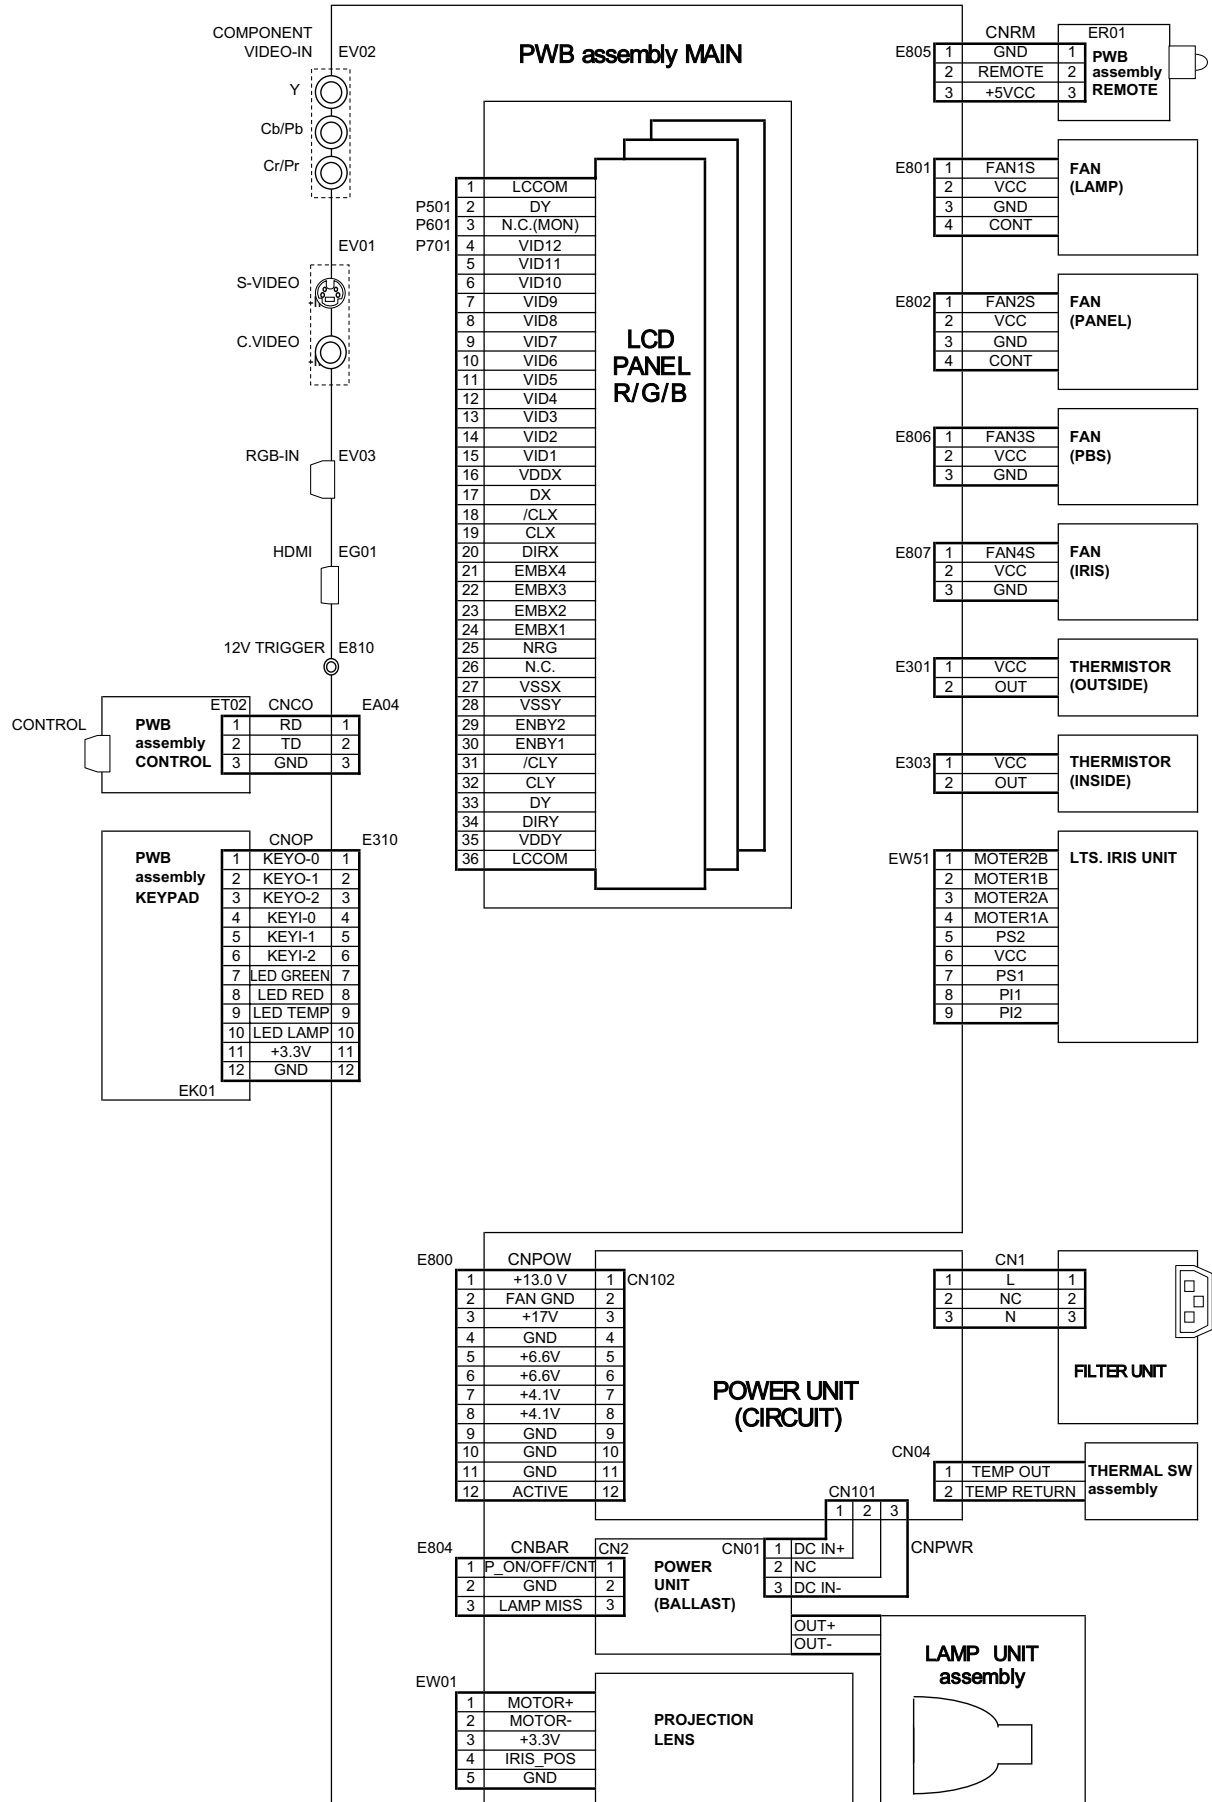 PWB assembly MAIN
COMPONENT
VIDEO-IN EV02
Y
Cb/Pb
Cr/Pr
EV01
S-VIDEO
C.VIDEO
RGB-IN EV03
HDMI EG01
12V TRIGGER E810
ET02 CNCO EA04
CONTROL
PWB
assembly
CONTROL
1 RD 1
2 TD 2
3 GND 3
CNOP E310
PWB
assembly
KEYPAD
1 KEYO-0 1
2 KEYO-1 2
3 KEYO-2 3
4 KEYI-0 4
5 KEYI-1 5
6 KEYI-2 6
7 LED GREEN 7
8 LED RED 8
9 LED TEMP 9
10 LED LAMP 10
11 +3.3V 11
12 GND 12
EK01
P501
P601
P701
1 LCCOM
2 DY
3 N.C.(MON)
4 VID12
5 VID11
6 VID10
7 VID9
8 VID8
9 VID7
10 VID6
11 VID5
12 VID4
13 VID3
14 VID2
15 VID1
16 VDDX
17 DX
18 /CLX
19 CLX
20 DIRX
21 EMBX4
22 EMBX3
23 EMBX2
24 EMBX1
25 NRG
26 N.C.
27 VSSX
28 VSSY
29 ENBY2
30 ENBY1
31 /CLY
32 CLY
33 DY
34 DIRY
35 VDDY
36 LCCOM
LCD
PANEL
R/G/B
CNRM ER01
E805
1 GND 1
2 REMOTE 2
3 +5VCC 3
PWB
assembly
REMOTE
E801
1 FAN1S
2 VCC
3 GND
4 CONT
FAN
(LAMP)
E802
1 FAN2S
2 VCC
3 GND
4 CONT
FAN
(PANEL)
E806
1 FAN3S
2 VCC
3 GND
FAN
(PBS)
E807
1 FAN4S
2 VCC
3 GND
FAN
(IRIS)
E301
1 VCC
2 OUT
THERMISTOR
(OUTSIDE)
E303
1 VCC
2 OUT
THERMISTOR
(INSIDE)
EW51
1 MOTER2B
2 MOTER1B
3 MOTER2A
4 MOTER1A
5 PS2
6 VCC
7 PS1
8 PI1
9 PI2
LTS. IRIS UNIT
E800 CNPOW
CN102
1 +13.0 V 1
2 FAN GND 2
3 +17V 3
4 GND 4
5 +6.6V 5
6 +6.6V 6
7 +4.1V 7
8 +4.1V 8
9 GND 9
10 GND 10
11 GND 11
12 ACTIVE 12
POWER UNIT
(CIRCUIT)
CN1
1 L 1
2 NC 2
3 N 3
FILTER UNIT
CN04
1 TEMP OUT
2 TEMP RETURN
THERMAL SW
assembly
CN101
1 2 3
E804 CNBAR CN2
1 P_ON/OFF/CNT 1
2 GND 2
3 LAMP MISS 3
POWER
UNIT
(BALLAST)
CN01
1 DC IN+
2 NC
3 DC IN-
CNPWR
OUT+
OUT-
LAMP UNIT
assembly
EW01
1 MOTOR+
2 MOTOR-
3 +3.3V
4 IRIS_POS
5 GND
PROJECTION
LENS